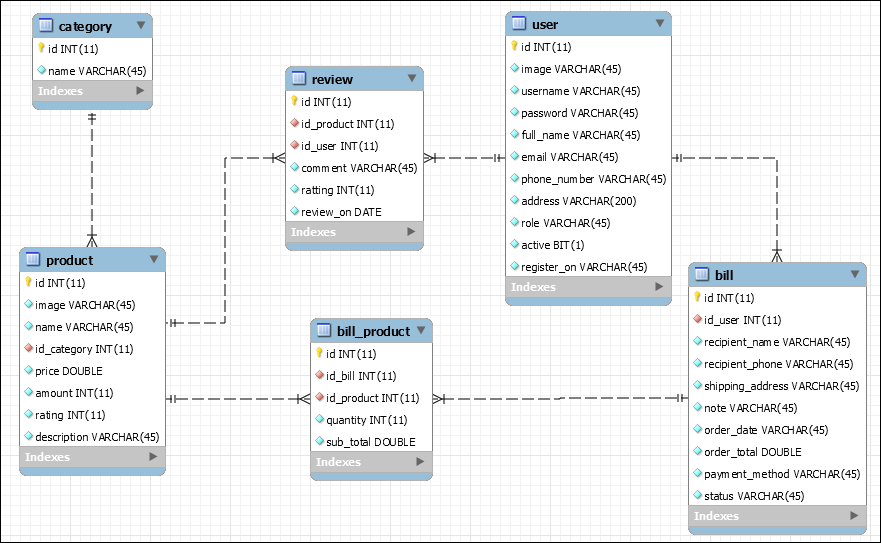 category
id INT(11)
name VARCHAR(45)
Indexes
review
id INT(11)
id_product INT(11)
id_user INT(11)
comment VARCHAR(45)
ratting INT(11)
review_on DATE
Indexes
user
id INT(11)
image VARCHAR(45)
username VARCHAR(45)
password VARCHAR(45)
full_name VARCHAR(45)
email VARCHAR(45)
phone_number VARCHAR(45)
address VARCHAR(200)
role VARCHAR(45)
active BIT(1)
register_on VARCHAR(45)
Indexes
product
id INT(11)
image VARCHAR(45)
name VARCHAR(45)
id_category INT(11)
price DOUBLE
amount INT(11)
rating INT(11)
description VARCHAR(45)
Indexes
bill_product
id INT(11)
id_bill INT(11)
id_product INT(11)
quantity INT(11)
sub_total DOUBLE
Indexes
bill
id INT(11)
id_user INT(11)
recipient_name VARCHAR(45)
recipient_phone VARCHAR(45)
shipping_address VARCHAR(45)
note VARCHAR(45)
order_date VARCHAR(45)
order_total DOUBLE
payment_method VARCHAR(45)
status VARCHAR(45)
Indexes